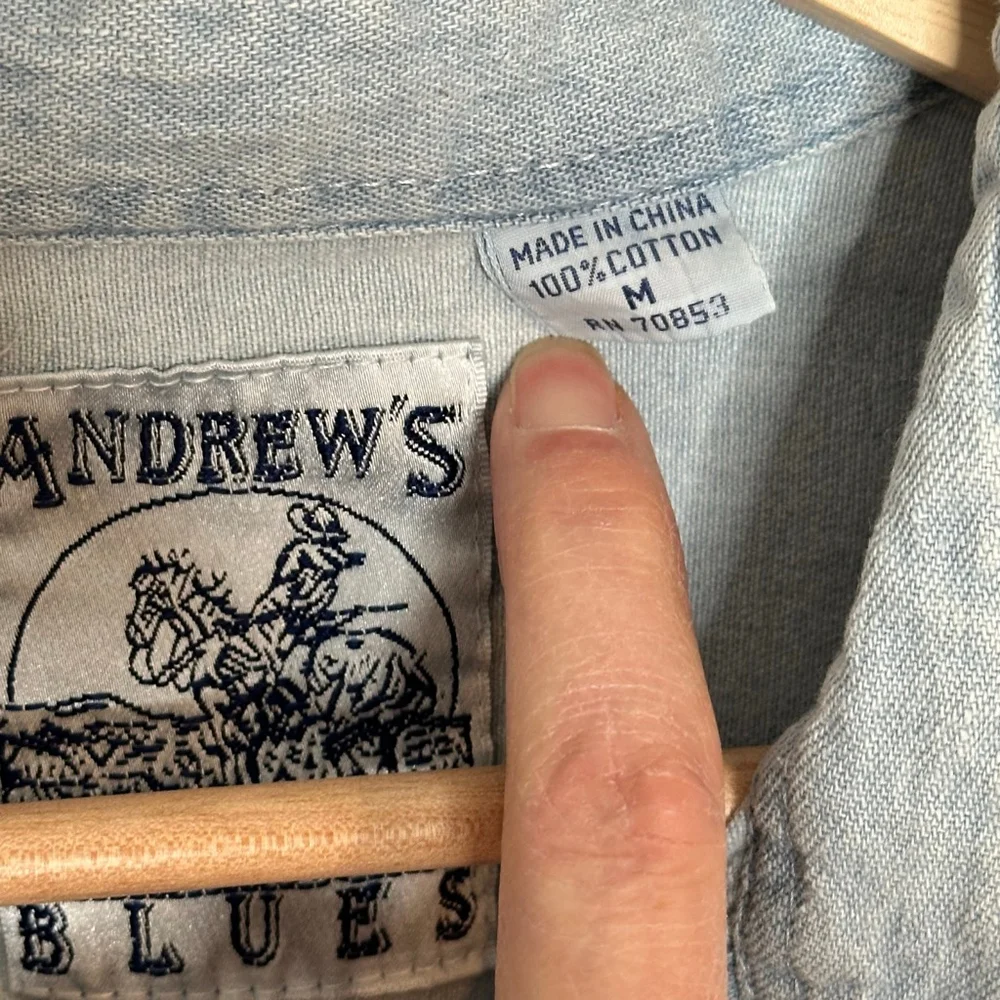 MADE IN CHINA
100% COTTON
M
RN 70853
ANDREW'S
BLUES